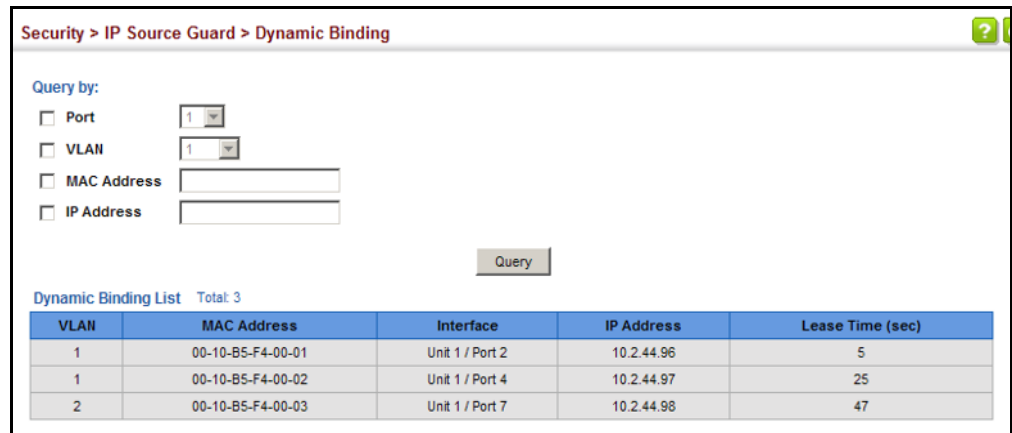 Security > IP Source Guard > Dynamic Binding
?
Query by:
Port 1
VLAN 1
MAC Address
IP Address
Query
Dynamic Binding List Total: 3
VLAN MAC Address Interface IP Address Lease Time (sec)
1 00-10-B5-F4-00-01 Unit 1 / Port 2 10.2.44.96 5
1 00-10-B5-F4-00-02 Unit 1 / Port 4 10.2.44.97 25
2 00-10-B5-F4-00-03 Unit 1 / Port 7 10.2.44.98 47